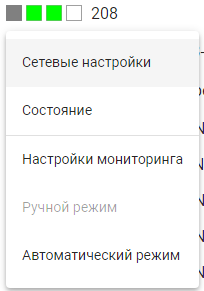 208
Сетевые настройки
Состояние
Настройки мониторинга
Ручной режим
Автоматический режим